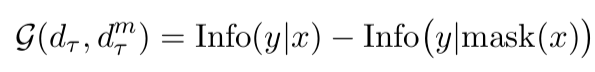 𝒢(d_τ, d_τ^m) = Info(y|x) − Info(y|mask(x))